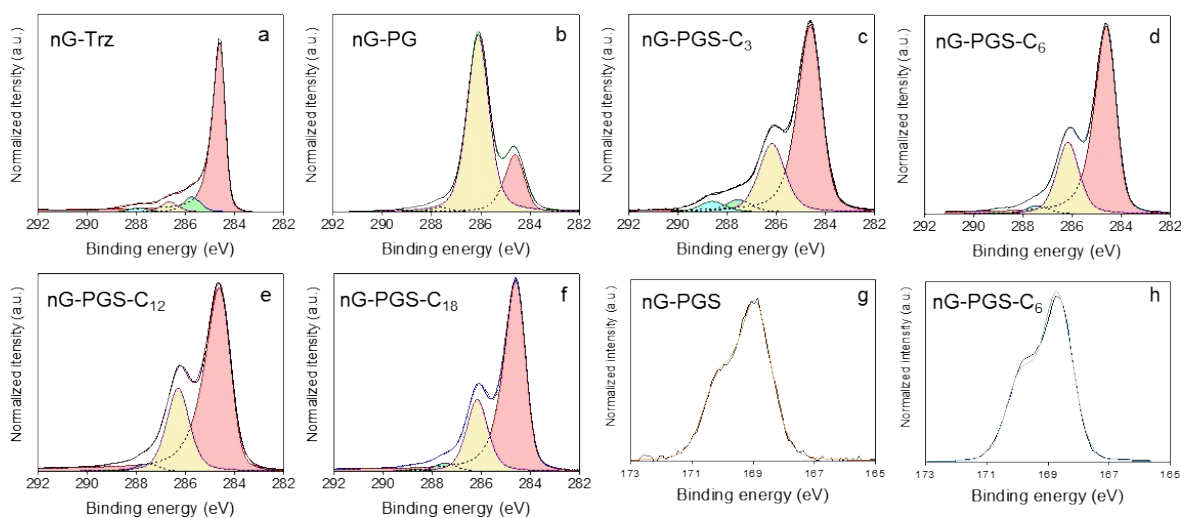 nG-Trz
a
Normalized itensity (a.u.)
292 290 288 286 284 282
Binding energy (eV)
nG-PG
b
Normalized itensity (a.u.)
292 290 288 286 284 282
Binding energy (eV)
nG-PGS-C₃
c
Normalized itensity (a.u.)
292 290 288 286 284 282
Binding energy (eV)
nG-PGS-C₆
d
Normalized itensity (a.u.)
292 290 288 286 284 282
Binding energy (eV)
nG-PGS-C₁₂
e
Normalized itensity (a.u.)
292 290 288 286 284 282
Binding energy (eV)
nG-PGS-C₁₈
f
Normalized itensity (a.u.)
292 290 288 286 284 282
Binding energy (eV)
nG-PGS
g
Normalized intensity (a.u.)
173 171 169 167 165
Binding energy (eV)
nG-PGS-C₆
h
Normalized intensity (a.u.)
173 171 169 167 165
Binding energy (eV)